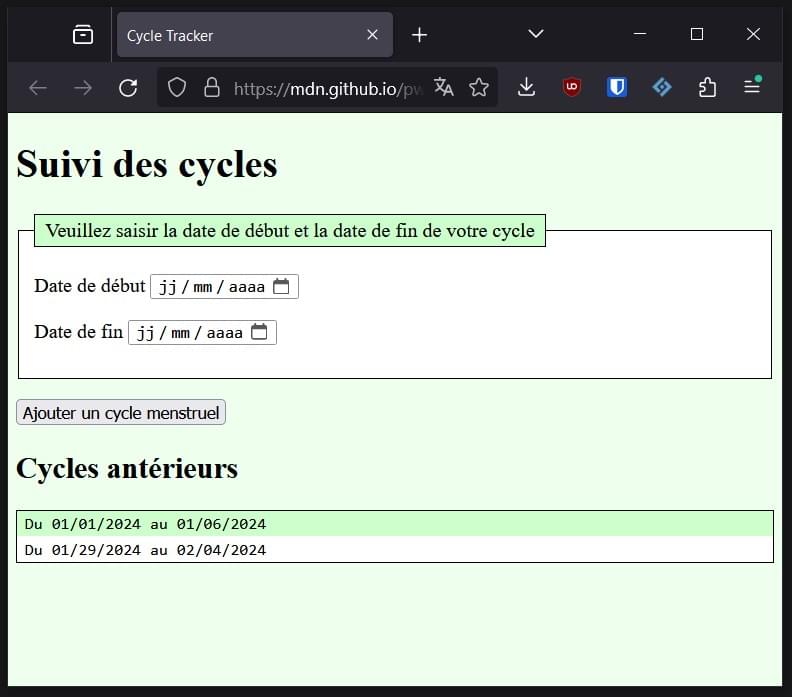 Cycle Tracker
https://mdn.github.io/pw
Suivi des cycles
Veuillez saisir la date de début et la date de fin de votre cycle
Date de début jj / mm / aaaa
Date de fin jj / mm / aaaa
Ajouter un cycle menstruel
Cycles antérieurs
Du 01/01/2024 au 01/06/2024
Du 01/29/2024 au 02/04/2024